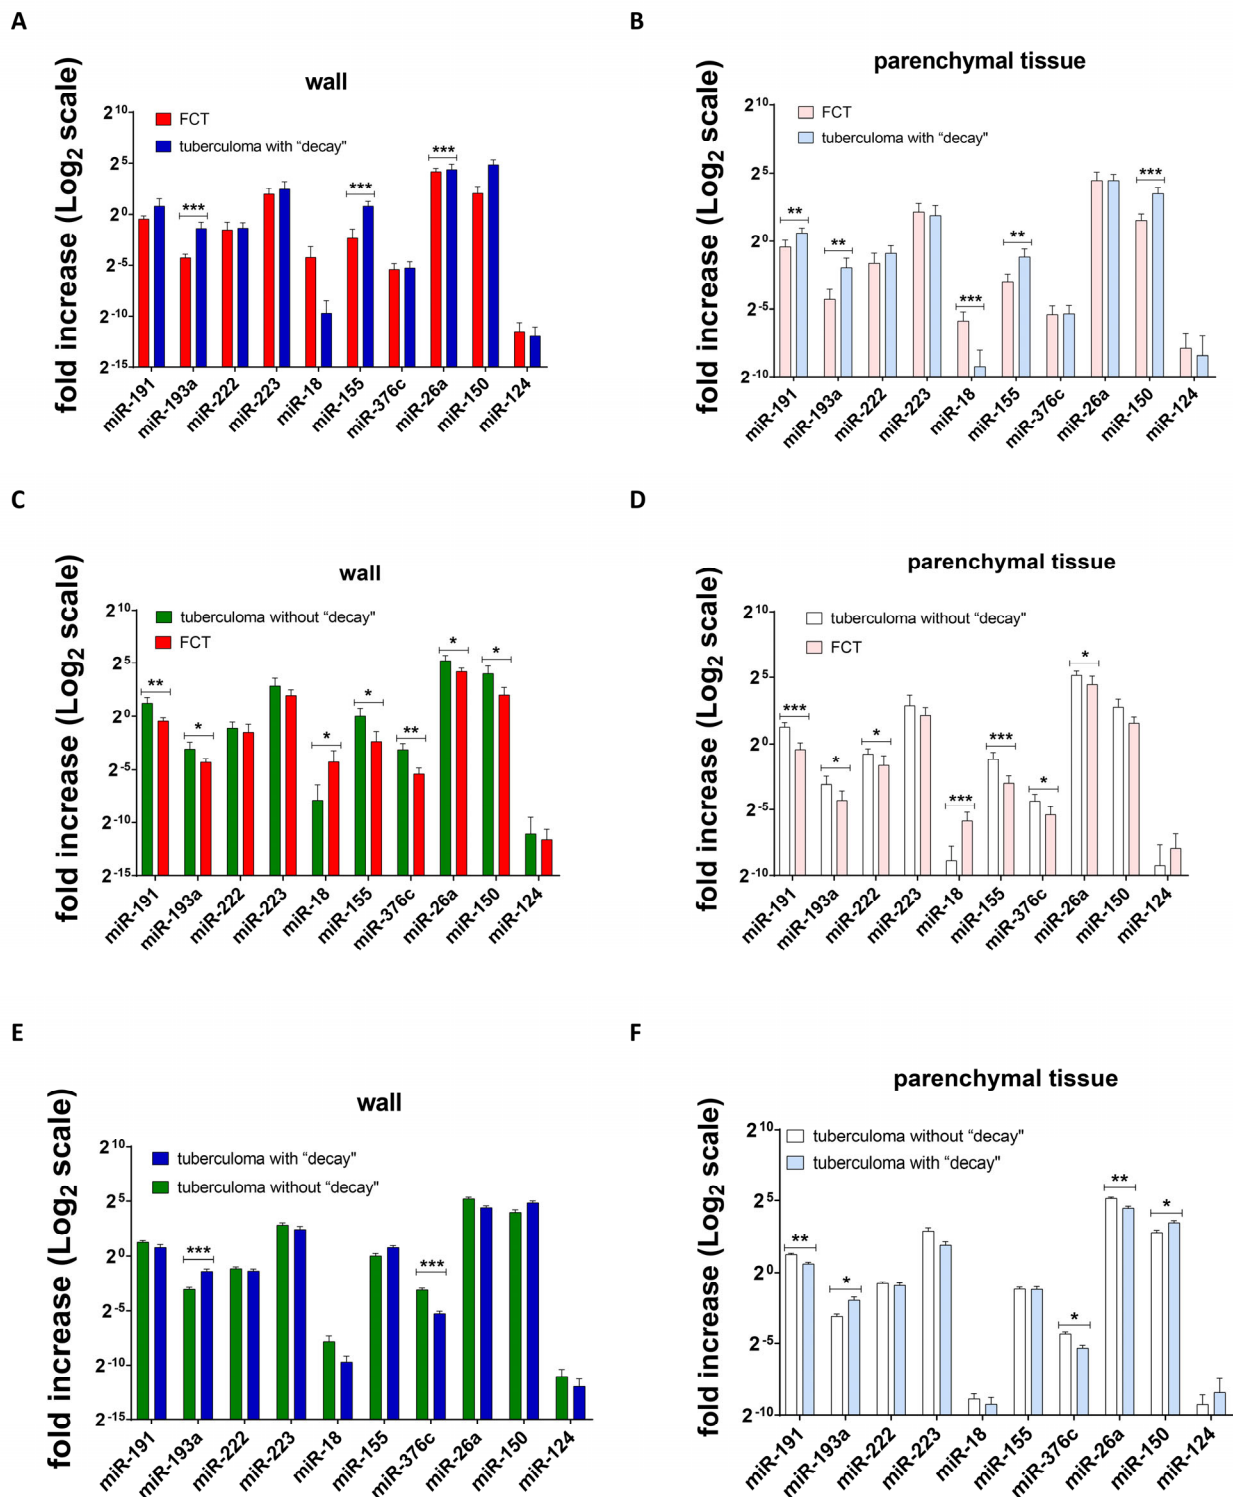 A
wall
fold increase (Log2 scale)
FCT
tuberculoma with “decay"
2^10
2^5
2^0
2^-5
2^-10
2^-15
***
***
***
miR-191
miR-193a
miR-222
miR-223
miR-18
miR-155
miR-376c
miR-26a
miR-150
miR-124
B
parenchymal tissue
fold increase (Log2 scale)
FCT
tuberculoma with “decay"
2^10
2^5
2^0
2^-5
2^-10
**
**
***
**
***
miR-191
miR-193a
miR-222
miR-223
miR-18
miR-155
miR-376c
miR-26a
miR-150
miR-124
C
wall
fold increase (Log2 scale)
tuberculoma without “decay"
FCT
2^10
2^5
2^0
2^-5
2^-10
2^-15
**
*
*
*
**
*
*
miR-191
miR-193a
miR-222
miR-223
miR-18
miR-155
miR-376c
miR-26a
miR-150
miR-124
D
parenchymal tissue
fold increase (Log2 scale)
tuberculoma without “decay"
FCT
2^10
2^5
2^0
2^-5
2^-10
***
*
*
***
***
*
*
miR-191
miR-193a
miR-222
miR-223
miR-18
miR-155
miR-376c
miR-26a
miR-150
miR-124
E
wall
fold increase (Log2 scale)
tuberculoma with “decay"
tuberculoma without “decay"
2^10
2^5
2^0
2^-5
2^-10
2^-15
***
***
miR-191
miR-193a
miR-222
miR-223
miR-18
miR-155
miR-376c
miR-26a
miR-150
miR-124
F
parenchymal tissue
fold increase (Log2 scale)
tuberculoma without “decay"
tuberculoma with “decay"
2^10
2^5
2^0
2^-5
2^-10
**
*
*
**
*
miR-191
miR-193a
miR-222
miR-223
miR-18
miR-155
miR-376c
miR-26a
miR-150
miR-124